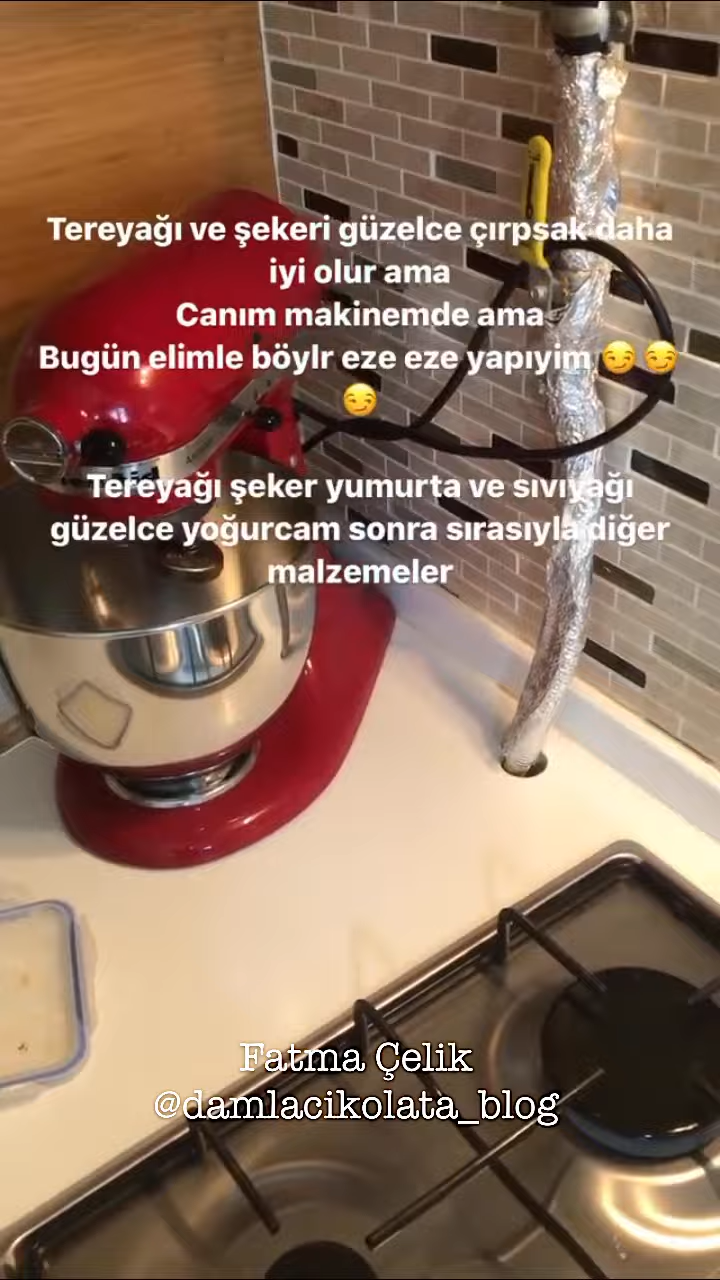 Tereyağı ve şekeri güzelce çırpsak daha
iyi olur ama
Canım makinemde ama
Bugün elimle böylr eze eze yapıyim 😏😏
😏
Tereyağı şeker yumurta ve sıvıyağı
güzelce yoğurcam sonra sırasıyla diğer
malzemeler
Fatma Çelik
@damlacikolata_blog